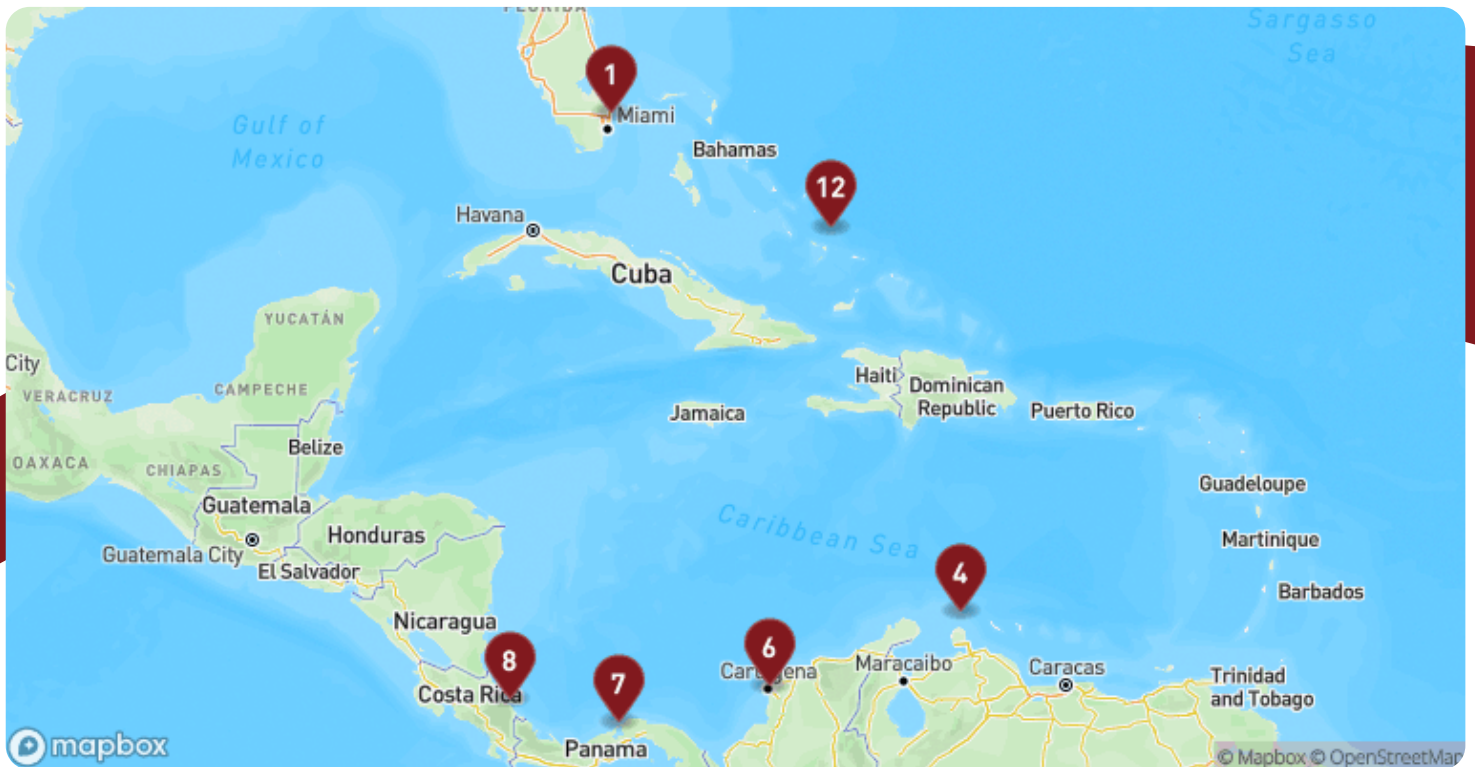 FLORIDA
Sargasso
Sea
1
Miami
Gulf of
Mexico
Bahamas
12
Havana
Cuba
YUCATÁN
City
VERACRUZ
CAMPECHE
Haiti
Dominican
Republic
Puerto Rico
Jamaica
Belize
OAXACA
CHIAPAS
Guadeloupe
Guatemala
Caribbean Sea
Honduras
Martinique
Guatemala City
El Salvador
4
Barbados
Nicaragua
6
8
7
Cartagena
Maracaibo
Caracas
Costa Rica
Trinidad
and Tobago
Panama
mapbox
© Mapbox © OpenStreetMap